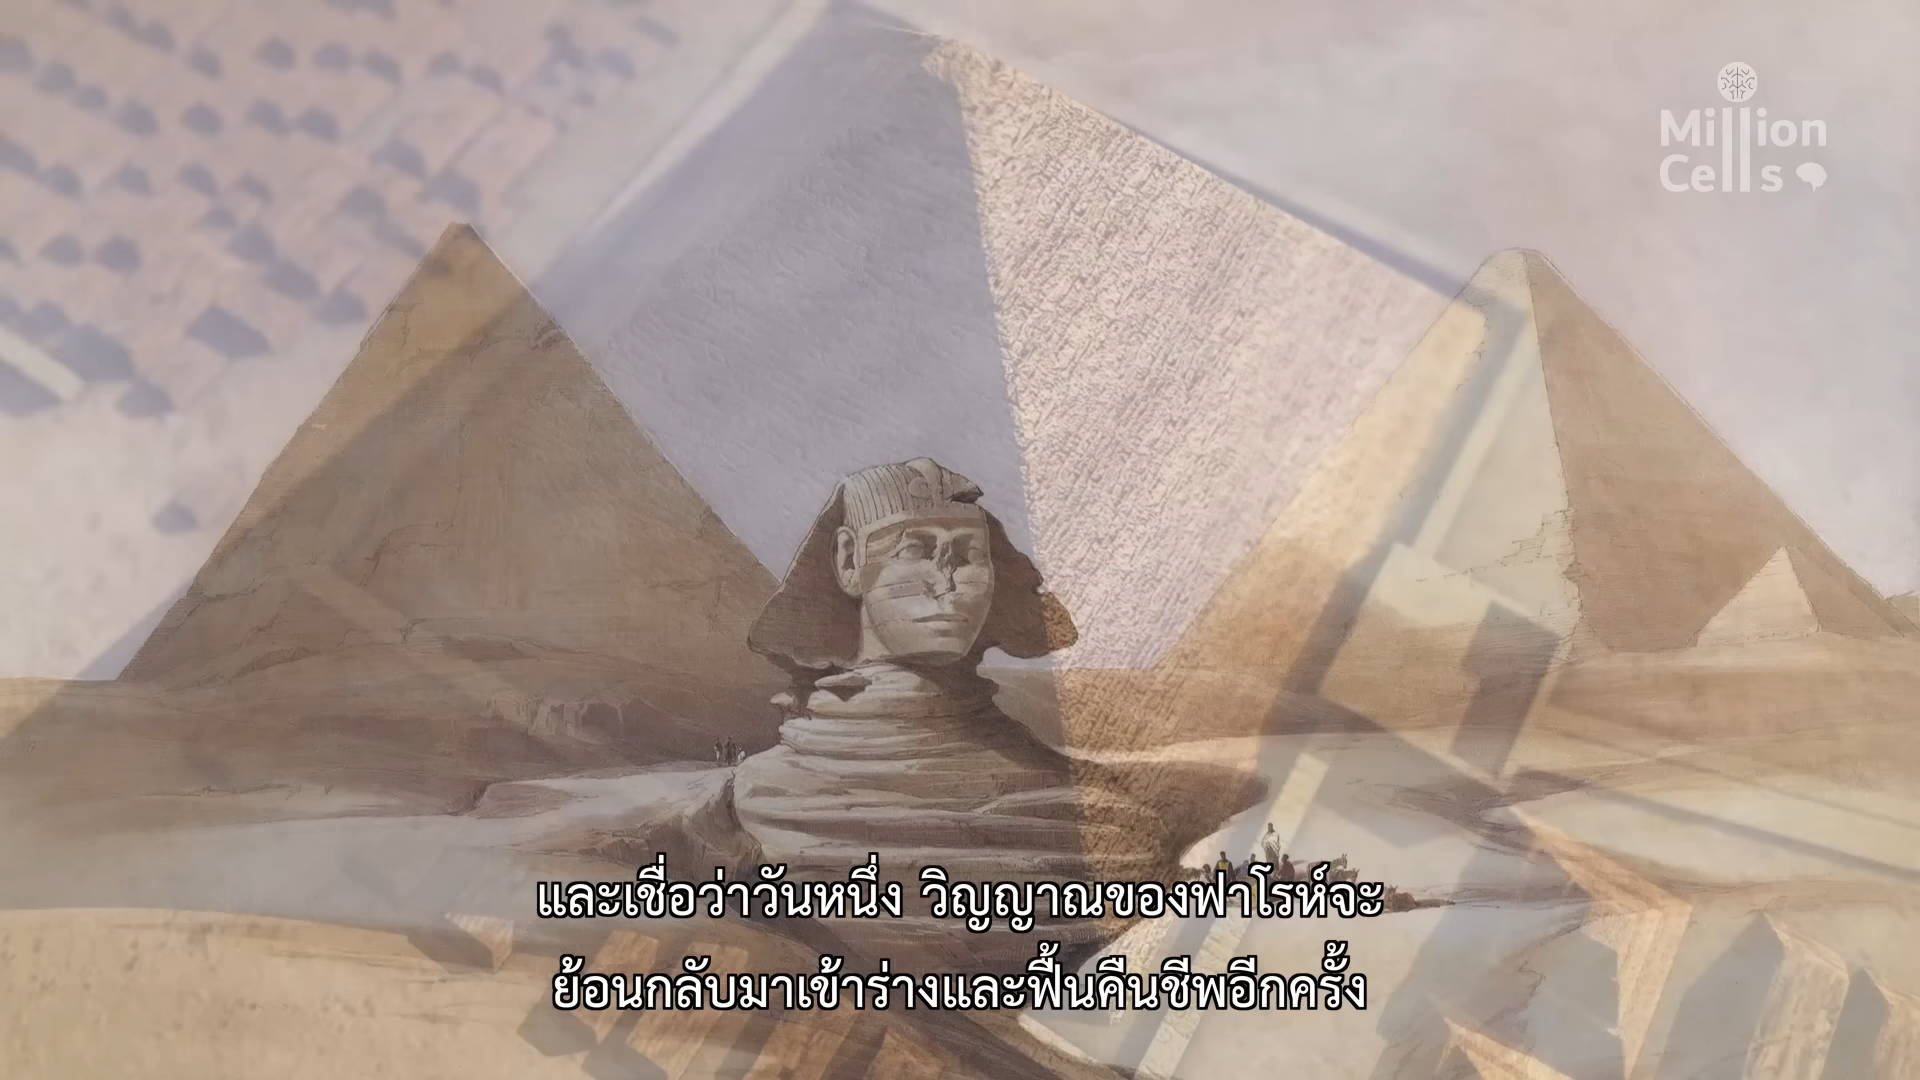 Million
Cells
และเชื่อว่าวันหนึ่ง วิญญาณของฟาโรห์จะ
ย้อนกลับมาเข้าร่างและฟื้นคืนชีพอีกครั้ง